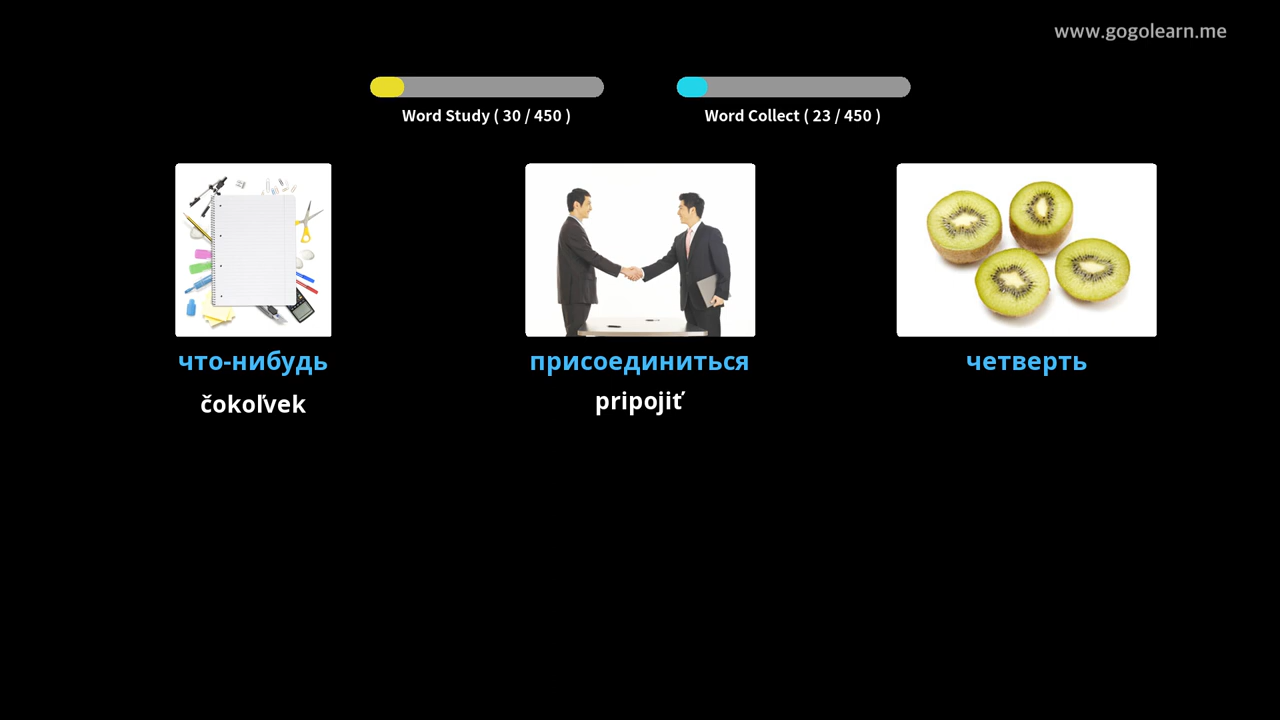 www.gogolearn.me
Word Study ( 30 / 450 )
Word Collect ( 23 / 450 )
что-нибудь
присоединиться
четверть
čokoľvek
pripojiť